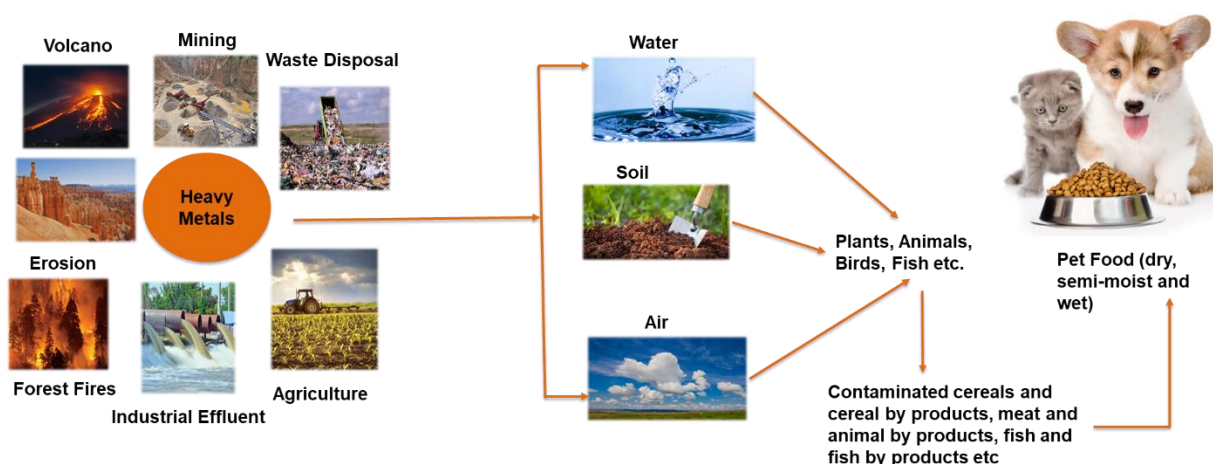 Volcano
Mining
Waste Disposal
Heavy
Metals
Erosion
Forest Fires
Industrial Effluent
Agriculture
Water
Soil
Air
Plants, Animals,
Birds, Fish etc.
Contaminated cereals and
cereal by products, meat and
animal by products, fish and
fish by products etc
Pet Food (dry,
semi-moist and
wet)